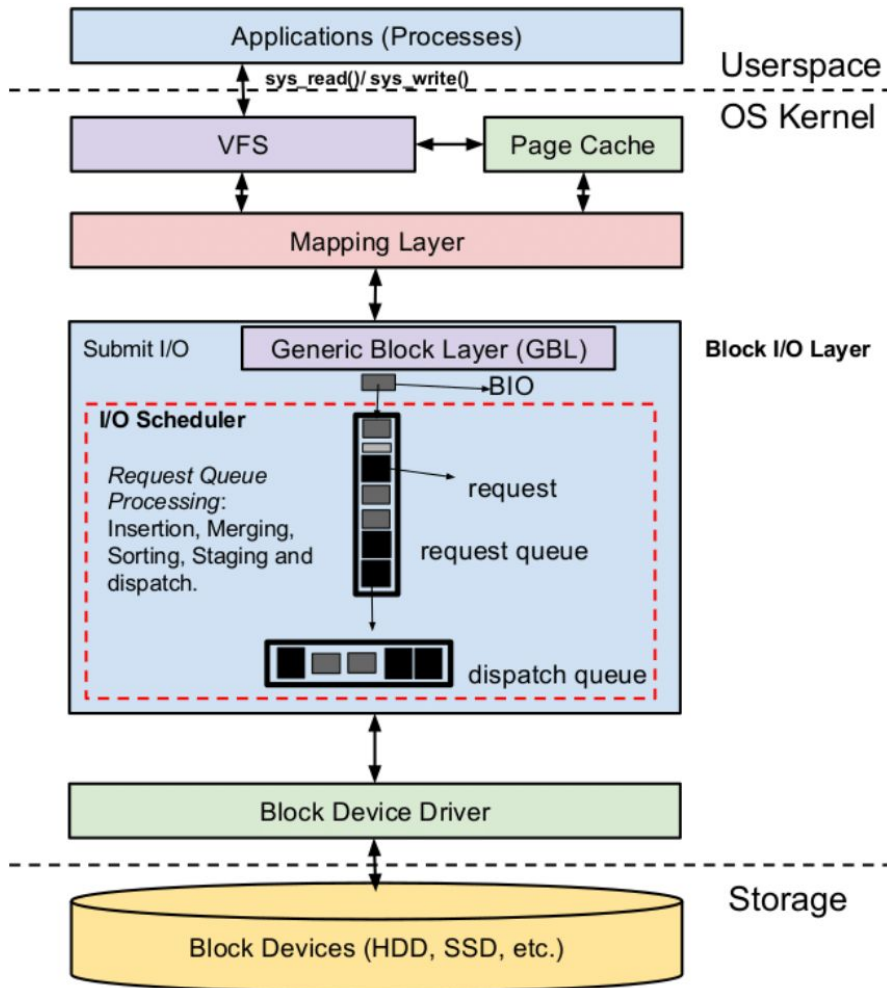 Applications (Processes)
sys_read()/ sys_write()
Userspace
OS Kernel
VFS
Page Cache
Mapping Layer
Submit I/O
Generic Block Layer (GBL)
Block I/O Layer
BIO
I/O Scheduler
Request Queue
Processing:
Insertion, Merging,
Sorting, Staging and
dispatch.
request
request queue
dispatch queue
Block Device Driver
Storage
Block Devices (HDD, SSD, etc.)